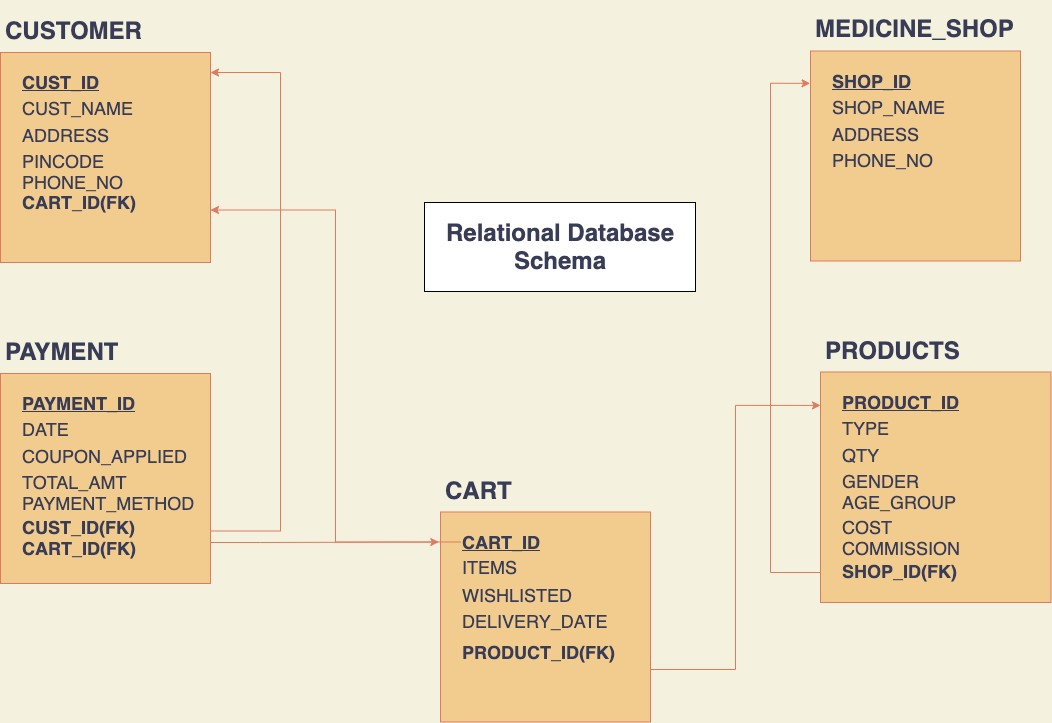 CUSTOMER
CUST_ID
CUST_NAME
ADDRESS
PINCODE
PHONE_NO
CART_ID(FK)
MEDICINE_SHOP
SHOP_ID
SHOP_NAME
ADDRESS
PHONE_NO
Relational Database
Schema
PAYMENT
PAYMENT_ID
DATE
COUPON_APPLIED
TOTAL_AMT
PAYMENT_METHOD
CUST_ID(FK)
CART_ID(FK)
CART
CART_ID
ITEMS
WISHLISTED
DELIVERY_DATE
PRODUCT_ID(FK)
PRODUCTS
PRODUCT_ID
TYPE
QTY
GENDER
AGE_GROUP
COST
COMMISSION
SHOP_ID(FK)